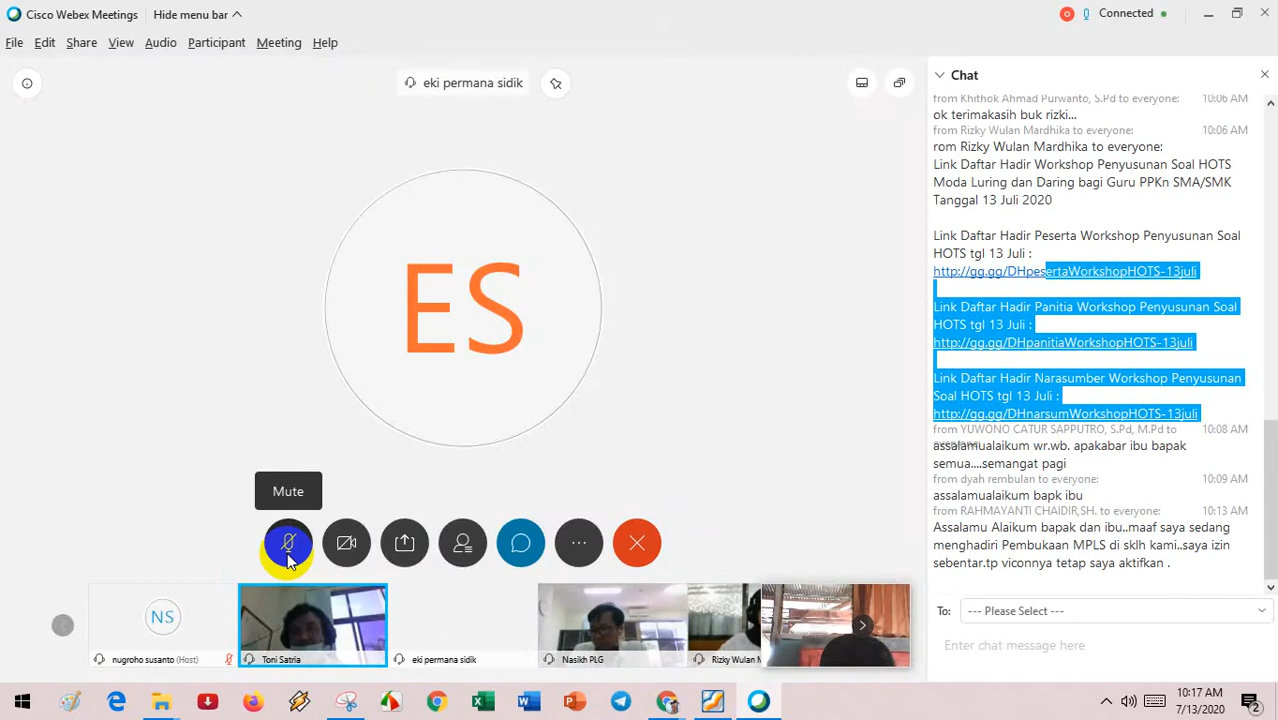 Cisco Webex Meetings
Hide menu bar
Connected
File Edit Share View Audio Participant Meeting Help
eki permana sidik
ES
Mute
NS
nugroho susanto (Host)
Toni Satria
eki permana sidik
Nasikh PLG
Rizky Wulan M
Chat
from Khithok Ahmad Purwanto, S.Pd to everyone: 10:06 AM
ok terimakasih buk rizki...
from Rizky Wulan Mardhika to everyone: 10:06 AM
rom Rizky Wulan Mardhika to everyone:
Link Daftar Hadir Workshop Penyusunan Soal HOTS
Moda Luring dan Daring bagi Guru PPKn SMA/SMK
Tanggal 13 Juli 2020
Link Daftar Hadir Peserta Workshop Penyusunan Soal
HOTS tgl 13 Juli :
http://gg.gg/DHpesertaWorkshopHOTS-13juli
Link Daftar Hadir Panitia Workshop Penyusunan Soal
HOTS tgl 13 Juli :
http://gg.gg/DHpanitiaWorkshopHOTS-13juli
Link Daftar Hadir Narasumber Workshop Penyusunan
Soal HOTS tgl 13 Juli :
http://gg.gg/DHnarsumWorkshopHOTS-13juli
from YUWONO CATUR SAPPUTRO, S.Pd, M.Pd to 10:08 AM
assalamualaikum wr.wb. apakabar ibu bapak
semua....semangat pagi
from dyah rembulan to everyone: 10:09 AM
assalamualaikum bapk ibu
from RAHMAYANTI CHAIDIR,SH. to everyone: 10:13 AM
Assalamu Alaikum bapak dan ibu..maaf saya sedang
menghadiri Pembukaan MPLS di sklh kami..saya izin
sebentar.tp viconnya tetap saya aktifkan .
To: --- Please Select ---
Enter chat message here
10:17 AM
7/13/2020
2